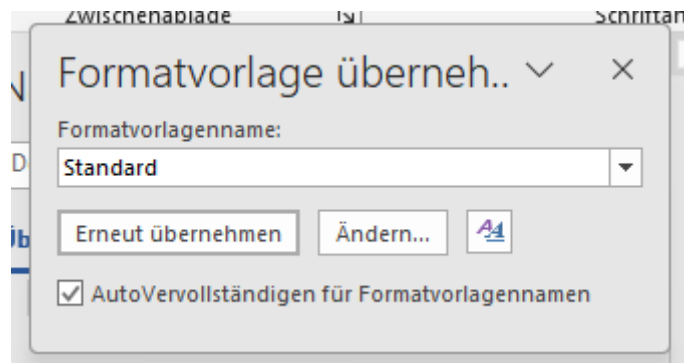 Zwischenablage Schriftar
Formatvorlage überneh..
Formatvorlagenname:
Standard
Erneut übernehmen Ändern...
AutoVervollständigen für Formatvorlagennamen